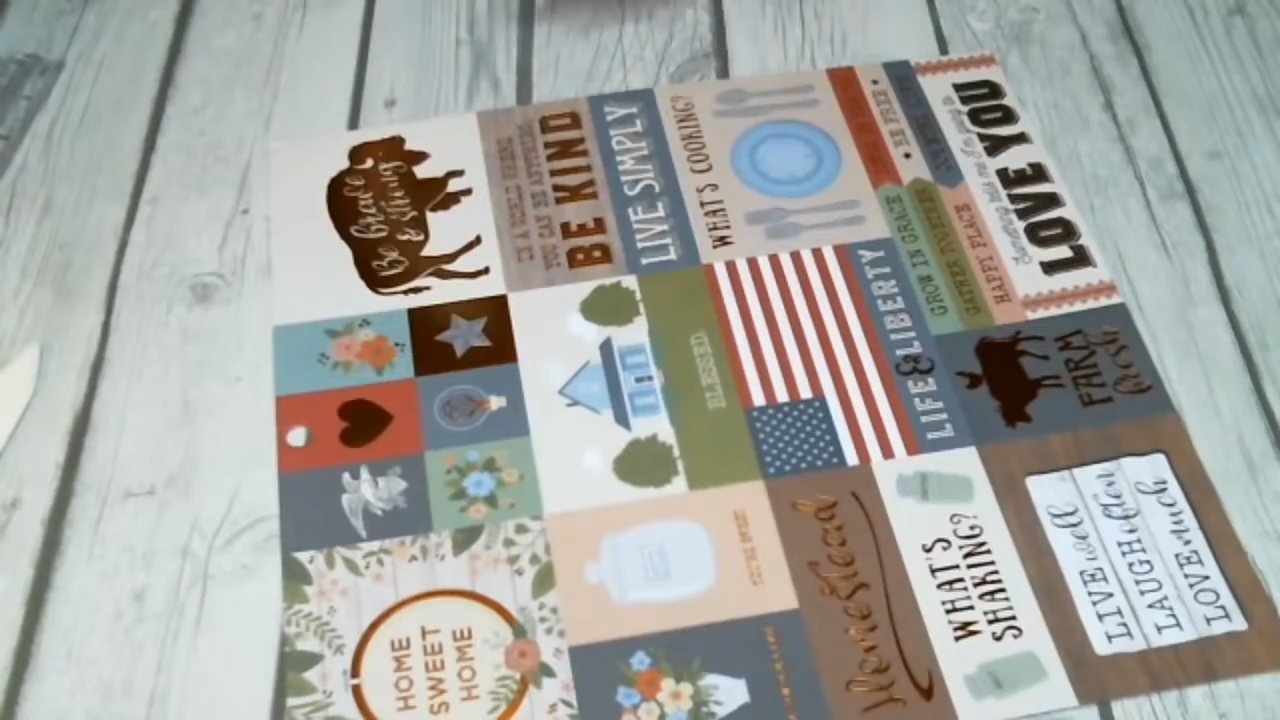 Be brave
& strong
IN A WORLD WHERE
YOU CAN BE ANYTHING
BE KIND
LIVE SIMPLY
WHAT'S COOKING?
• BE FREE •
GROW IN GRACE
GATHER TOGETHER
HAPPY PLACE
LOVE YOU
BLESSED
LIFE & LIBERTY
FARM
fresh
HOME
SWEET
HOME
Homestead
WHAT'S
SHAKING?
LIVE well
LAUGH often
LOVE much